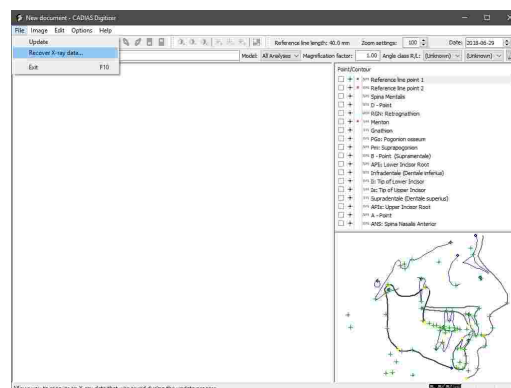 New document - CADIAS Digitizer
File Image Edit Options Help
Update
Recover X-ray data...
Exit F10
Reference line length: 40.0 mm Zoom settings: 100 Date: 2018-06-29
Model: All Analyses Magnification factor: 1.00 Angle class R/L: (Unknown) (Unknown)
Point/Contour
Reference line point 1
Reference line point 2
Spina Mentalis
D - Point
RGN: Retrognathion
Menton
Gnathion
PGo: Pogonion osseum
Pm: Suprapogonion
B - Point (Supramentale)
APIi: Lower Incisor Root
Infradentale (Dentale inferius)
Ii: Tip of Lower Incisor
Is: Tip of Upper Incisor
Supradentale (Dentale superius)
APIs: Upper Incisor Root
A - Point
ANS: Spina Nasalis Anterior